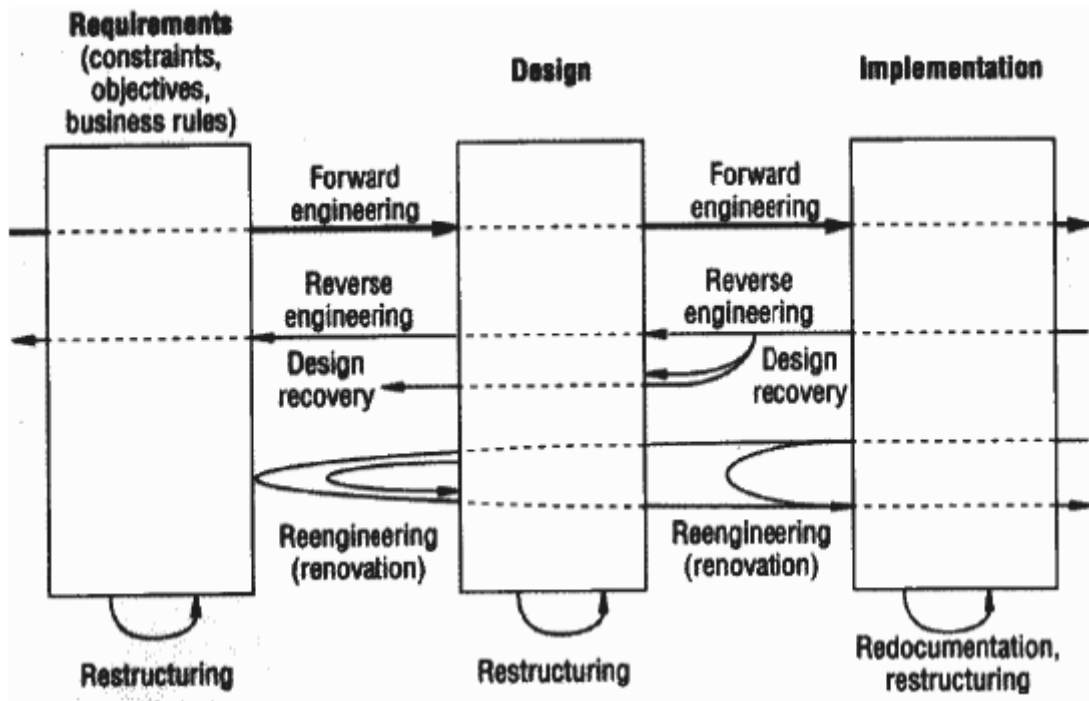 Requirements
(constraints,
objectives,
business rules)
Design
Implementation
Forward
engineering
Forward
engineering
Reverse
engineering
Reverse
engineering
Design
recovery
Design
recovery
Reengineering
(renovation)
Reengineering
(renovation)
Restructuring
Restructuring
Redocumentation,
restructuring